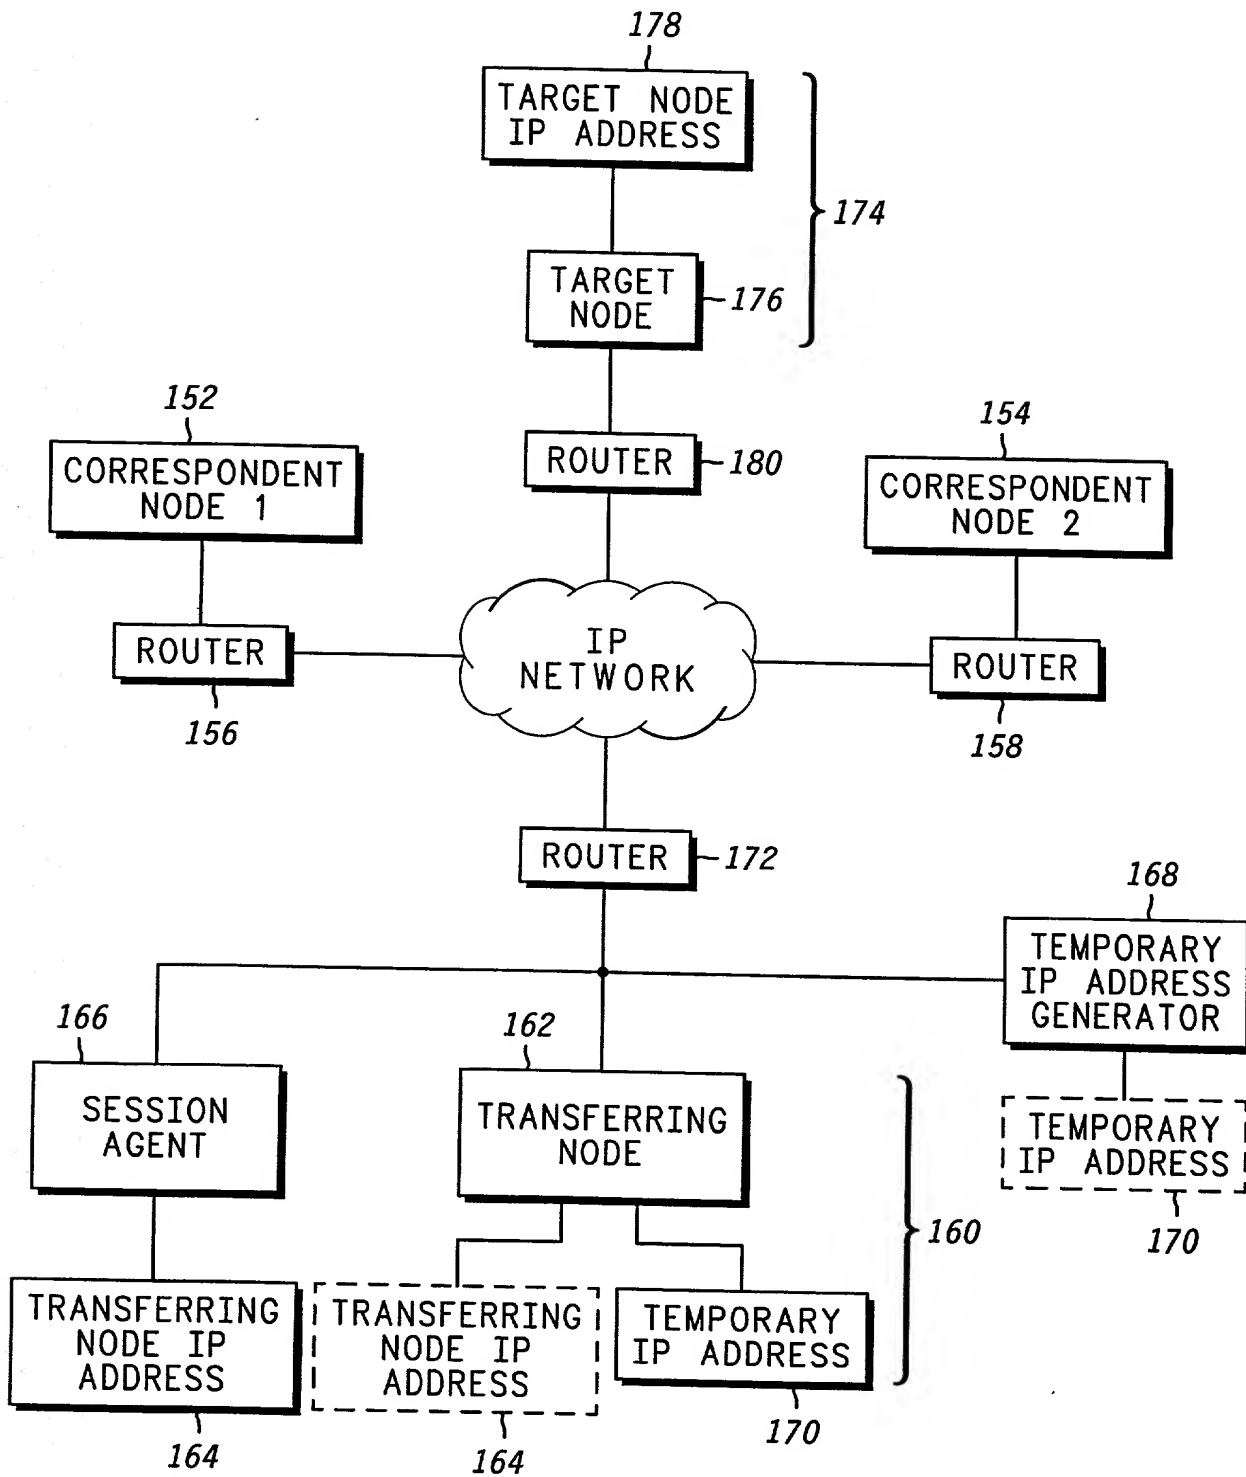 178
TARGET NODE
IP ADDRESS
174
TARGET
NODE
176
152
CORRESPONDENT
NODE 1
ROUTER
180
154
CORRESPONDENT
NODE 2
ROUTER
156
IP
NETWORK
ROUTER
158
ROUTER
172
168
TEMPORARY
IP ADDRESS
GENERATOR
166
SESSION
AGENT
162
TRANSFERRING
NODE
TEMPORARY
IP ADDRESS
170
160
TRANSFERRING
NODE IP
ADDRESS
164
TRANSFERRING
NODE IP
ADDRESS
164
TEMPORARY
IP ADDRESS
170